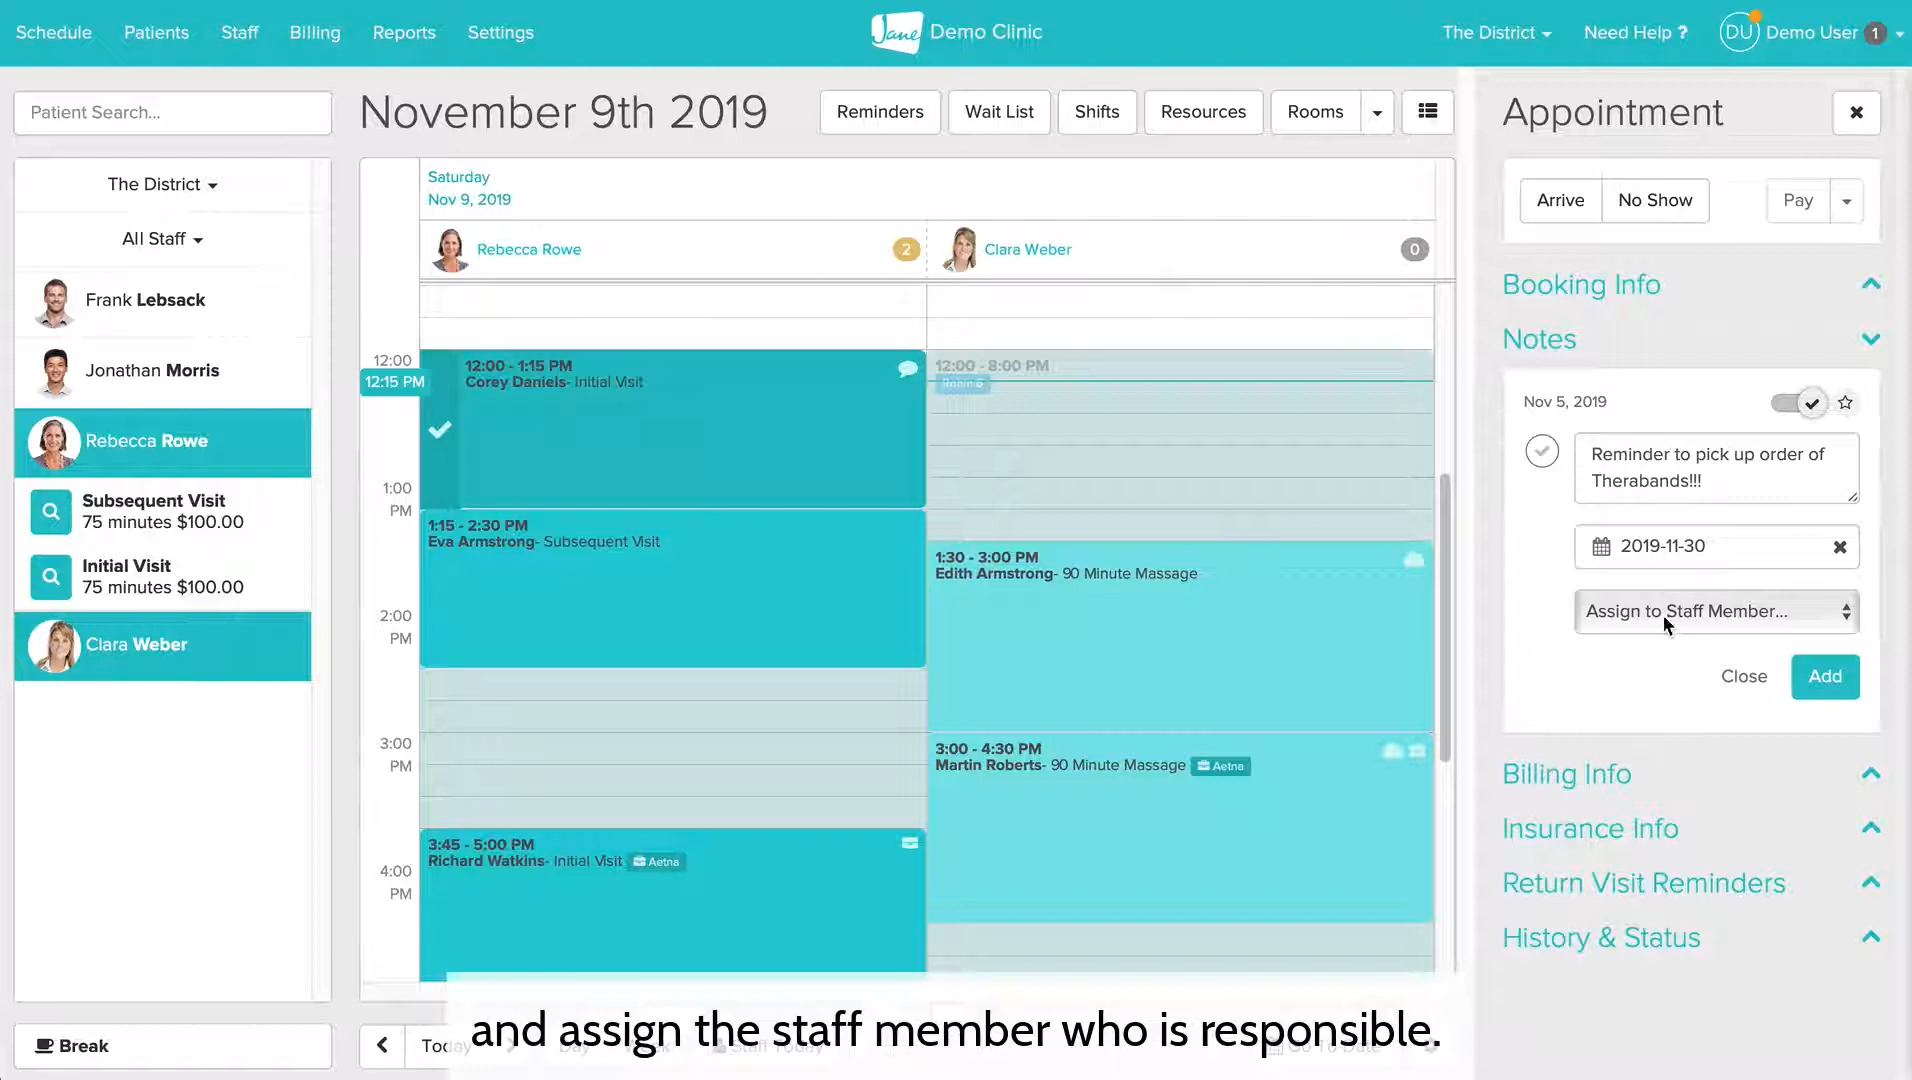 Schedule Patients Staff Billing Reports Settings
Jane Demo Clinic
The District Need Help ? DU Demo User 1
Patient Search...
The District
All Staff
Frank Lebsack
Jonathan Morris
Rebecca Rowe
Subsequent Visit
75 minutes $100.00
Initial Visit
75 minutes $100.00
Clara Weber
Break
November 9th 2019
Reminders Wait List Shifts Resources Rooms
Saturday
Nov 9, 2019
Rebecca Rowe 2
Clara Weber 0
12:00
12:15 PM
1:00
PM
2:00
PM
3:00
PM
4:00
PM
12:00 - 1:15 PM
Corey Daniels- Initial Visit
1:15 - 2:30 PM
Eva Armstrong- Subsequent Visit
3:45 - 5:00 PM
Richard Watkins- Initial Visit Aetna
12:00 - 8:00 PM
1:30 - 3:00 PM
Edith Armstrong- 90 Minute Massage
3:00 - 4:30 PM
Martin Roberts- 90 Minute Massage Aetna
Today Day Staff Today Go To Date
and assign the staff member who is responsible.
Appointment
Arrive No Show Pay
Booking Info
Notes
Nov 5, 2019
Reminder to pick up order of
Therabands!!!
2019-11-30
Assign to Staff Member...
Close Add
Billing Info
Insurance Info
Return Visit Reminders
History & Status